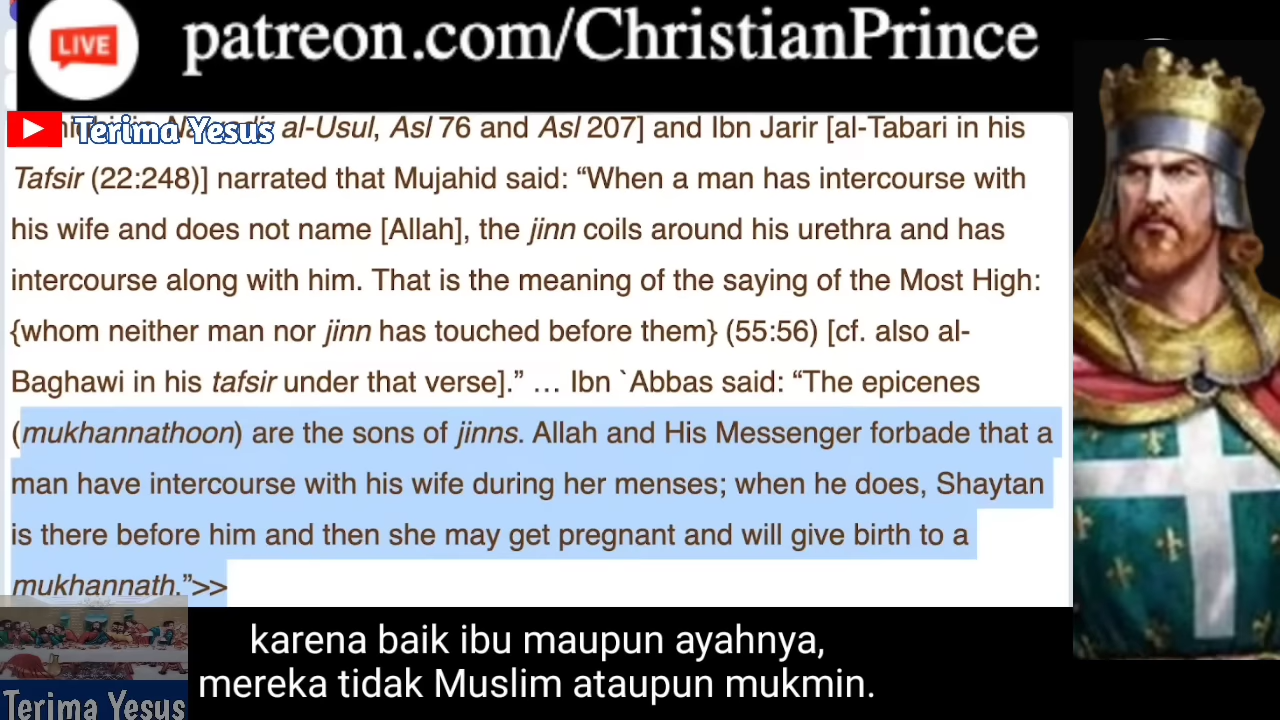 LIVE
patreon.com/ChristianPrince
Terima Yesus
al-Usul, Asl 76 and Asl 207] and Ibn Jarir [al-Tabari in his
Tafsir (22:248)] narrated that Mujahid said: “When a man has intercourse with
his wife and does not name [Allah], the jinn coils around his urethra and has
intercourse along with him. That is the meaning of the saying of the Most High:
{whom neither man nor jinn has touched before them} (55:56) [cf. also al-
Baghawi in his tafsir under that verse].” … Ibn `Abbas said: “The epicenes
(mukhannathoon) are the sons of jinns. Allah and His Messenger forbade that a
man have intercourse with his wife during her menses; when he does, Shaytan
is there before him and then she may get pregnant and will give birth to a
mukhannath.”>>
karena baik ibu maupun ayahnya,
mereka tidak Muslim ataupun mukmin.
Terima Yesus